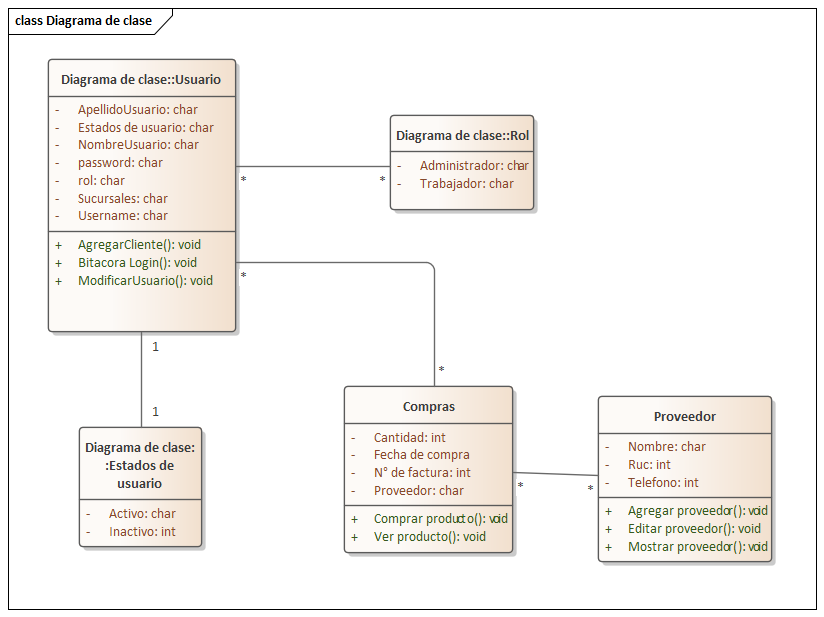 class Diagrama de clase
Diagrama de clase::Usuario
- ApellidoUsuario: char
- Estados de usuario: char
- NombreUsuario: char
- password: char
- rol: char
- Sucursales: char
- Username: char
+ AgregarCliente(): void
+ Bitacora Login(): void
+ ModificarUsuario(): void
Diagrama de clase::Rol
- Administrador: char
- Trabajador: char
* *
*
*
1
1
Diagrama de clase:
:Estados de
usuario
- Activo: char
- Inactivo: int
Compras
- Cantidad: int
- Fecha de compra
- N° de factura: int
- Proveedor: char
+ Comprar producto(): void
+ Ver producto(): void
* *
Proveedor
- Nombre: char
- Ruc: int
- Telefono: int
+ Agregar proveedor(): void
+ Editar proveedor(): void
+ Mostrar proveedor(): void